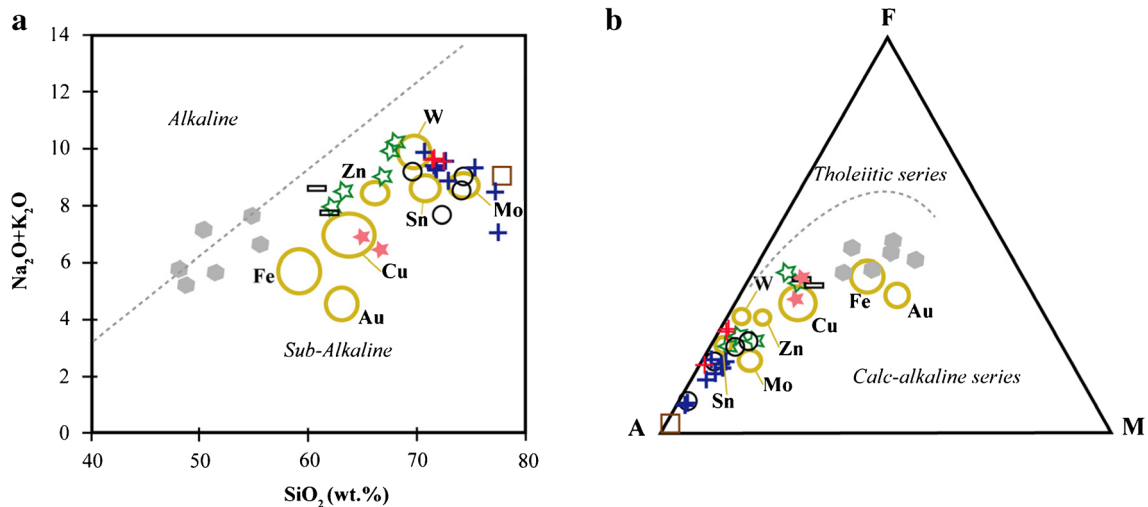 a
Na₂O+K₂O
14
12
10
8
6
4
2
0
40
50
60
70
80
SiO₂ (wt.%)
Alkaline
Sub-Alkaline
W
Zn
Sn
Mo
Cu
Fe
Au
b
F
A
M
Tholeiitic series
Calc-alkaline series
W
Zn
Cu
Fe
Au
Mo
Sn